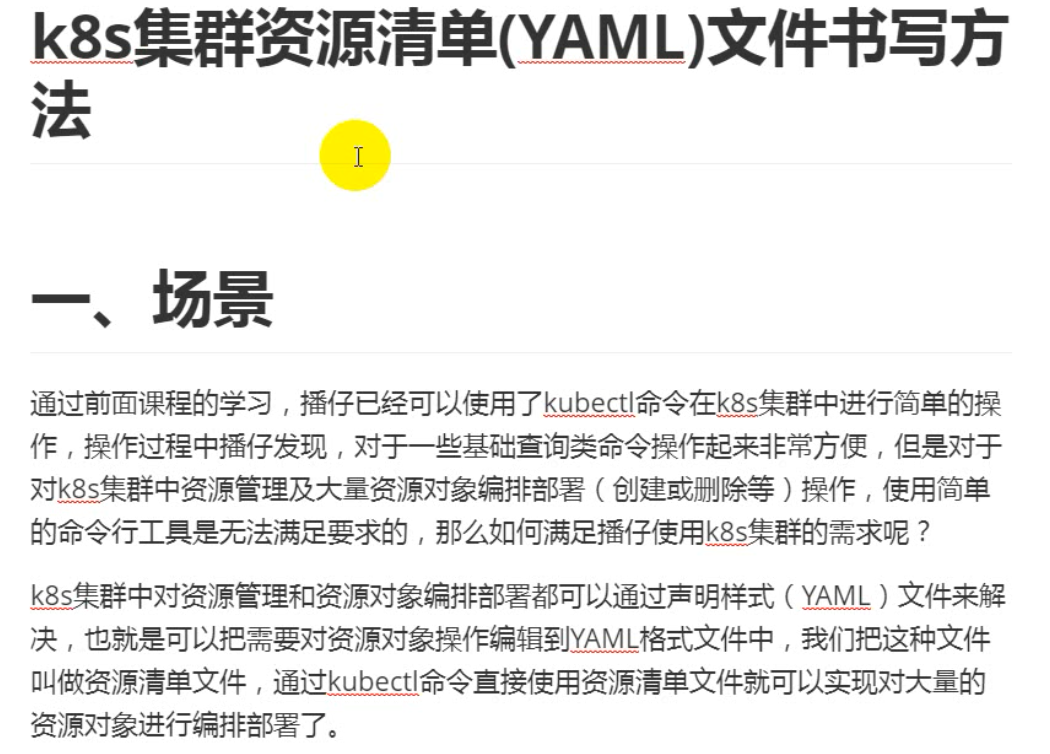 k8s集群资源清单(YAML)文件书写方
法
一、场景
通过前面课程的学习，播仔已经可以使用了kubectl命令在k8s集群中进行简单的操
作，操作过程中播仔发现，对于一些基础查询类命令操作起来非常方便，但是对于
对k8s集群中资源管理及大量资源对象编排部署（创建或删除等）操作，使用简单
的命令行工具是无法满足要求的，那么如何满足播仔使用k8s集群的需求呢？
k8s集群中对资源管理和资源对象编排部署都可以通过声明样式（YAML）文件来解
决，也就是可以把需要对资源对象操作编辑到YAML格式文件中，我们把这种文件
叫做资源清单文件，通过kubectl命令直接使用资源清单文件就可以实现对大量的
资源对象进行编排部署了。